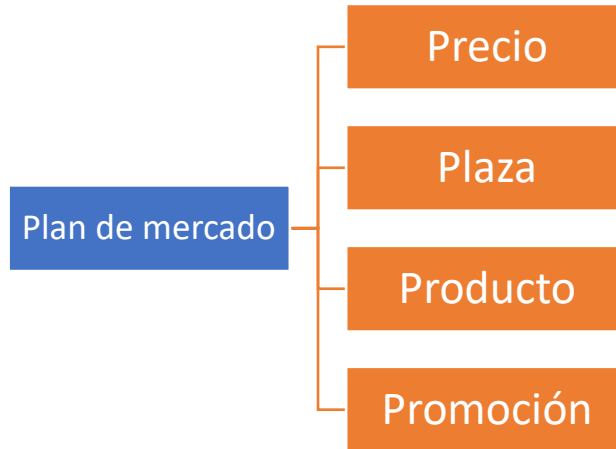 Plan de mercado
Precio
Plaza
Producto
Promoción